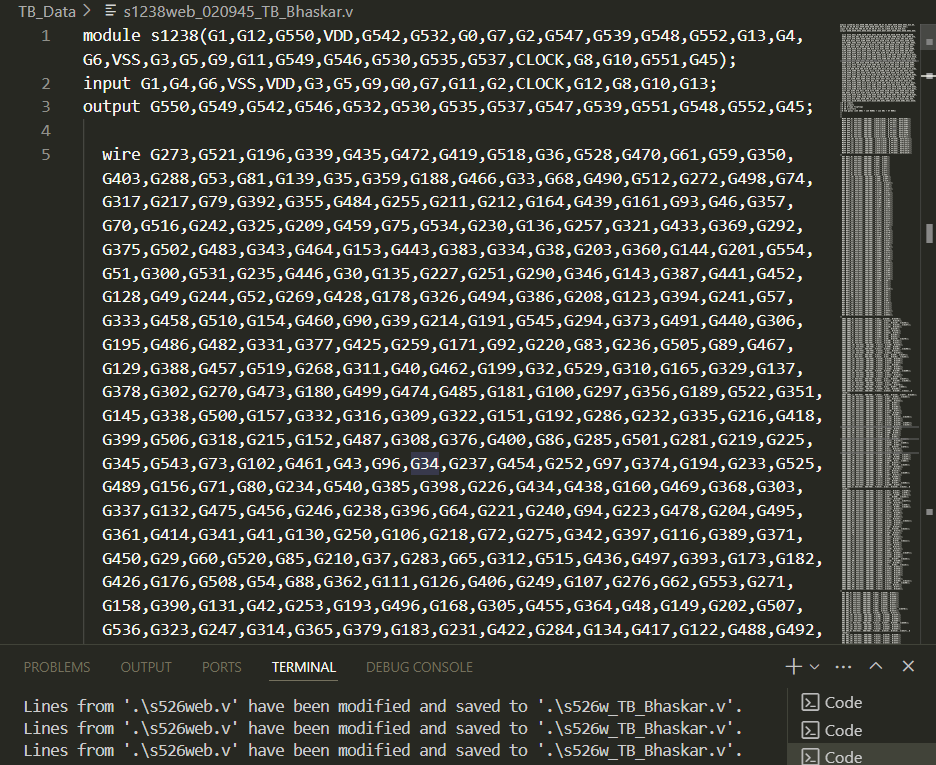 TB_Data > s1238web_020945_TB_Bhaskar.v
1 module s1238(G1,G12,G550,VDD,G542,G532,G0,G7,G2,G547,G539,G548,G552,G13,G4,
G6,VSS,G3,G5,G9,G11,G549,G546,G530,G535,G537,CLOCK,G8,G10,G551,G45);
2 input G1,G4,G6,VSS,VDD,G3,G5,G9,G0,G7,G11,G2,CLOCK,G12,G8,G10,G13;
3 output G550,G549,G542,G546,G532,G530,G535,G537,G547,G539,G551,G548,G552,G45;
4
5 wire G273,G521,G196,G339,G435,G472,G419,G518,G36,G528,G470,G61,G59,G350,
G403,G288,G53,G81,G139,G35,G359,G188,G466,G33,G68,G490,G512,G272,G498,G74,
G317,G217,G79,G392,G355,G484,G255,G211,G212,G164,G439,G161,G93,G46,G357,
G70,G516,G242,G325,G209,G459,G75,G534,G230,G136,G257,G321,G433,G369,G292,
G375,G502,G483,G343,G464,G153,G443,G383,G334,G38,G203,G360,G144,G201,G554,
G51,G300,G531,G235,G446,G30,G135,G227,G251,G290,G346,G143,G387,G441,G452,
G128,G49,G244,G52,G269,G428,G178,G326,G494,G386,G208,G123,G394,G241,G57,
G333,G458,G510,G154,G460,G90,G39,G214,G191,G545,G294,G373,G491,G440,G306,
G195,G486,G482,G331,G377,G425,G259,G171,G92,G220,G83,G236,G505,G89,G467,
G129,G388,G457,G519,G268,G311,G40,G462,G199,G32,G529,G310,G165,G329,G137,
G378,G302,G270,G473,G180,G499,G474,G485,G181,G100,G297,G356,G189,G522,G351,
G145,G338,G500,G157,G332,G316,G309,G322,G151,G192,G286,G232,G335,G216,G418,
G399,G506,G318,G215,G152,G487,G308,G376,G400,G86,G285,G501,G281,G219,G225,
G345,G543,G73,G102,G461,G43,G96,G34,G237,G454,G252,G97,G374,G194,G233,G525,
G489,G156,G71,G80,G234,G540,G385,G398,G226,G434,G438,G160,G469,G368,G303,
G337,G132,G475,G456,G246,G238,G396,G64,G221,G240,G94,G223,G478,G204,G495,
G361,G414,G341,G41,G130,G250,G106,G218,G72,G275,G342,G397,G116,G389,G371,
G450,G29,G60,G520,G85,G210,G37,G283,G65,G312,G515,G436,G497,G393,G173,G182,
G426,G176,G508,G54,G88,G362,G111,G126,G406,G249,G107,G276,G62,G553,G271,
G158,G390,G131,G42,G253,G193,G496,G168,G305,G455,G364,G48,G149,G202,G507,
G536,G323,G247,G314,G365,G379,G183,G231,G422,G284,G134,G417,G122,G488,G492,
PROBLEMS OUTPUT PORTS TERMINAL DEBUG CONSOLE
Lines from '.\s526web.v' have been modified and saved to '.\s526w_TB_Bhaskar.v'.
Lines from '.\s526web.v' have been modified and saved to '.\s526w_TB_Bhaskar.v'.
Lines from '.\s526web.v' have been modified and saved to '.\s526w_TB_Bhaskar.v'.
Code
Code
Code